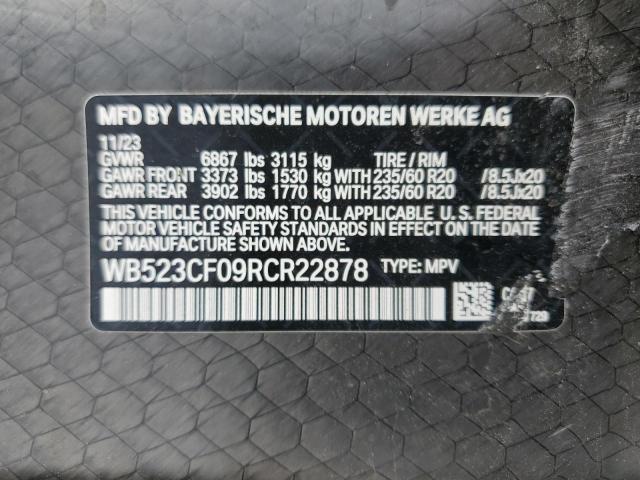 MFD BY BAYERISCHE MOTOREN WERKE AG
11/23
GVWR 6867 lbs 3115 kg TIRE / RIM
GAWR FRONT 3373 lbs 1530 kg WITH 235/60 R20 /8.5Jx20
GAWR REAR 3902 lbs 1770 kg WITH 235/60 R20 /8.5Jx20
THIS VEHICLE CONFORMS TO ALL APPLICABLE U.S. FEDERAL
MOTOR VEHICLE SAFETY STANDARDS IN EFFECT ON THE
DATE OF MANUFACTURE SHOWN ABOVE.
WB523CF09RCR22878 TYPE: MPV